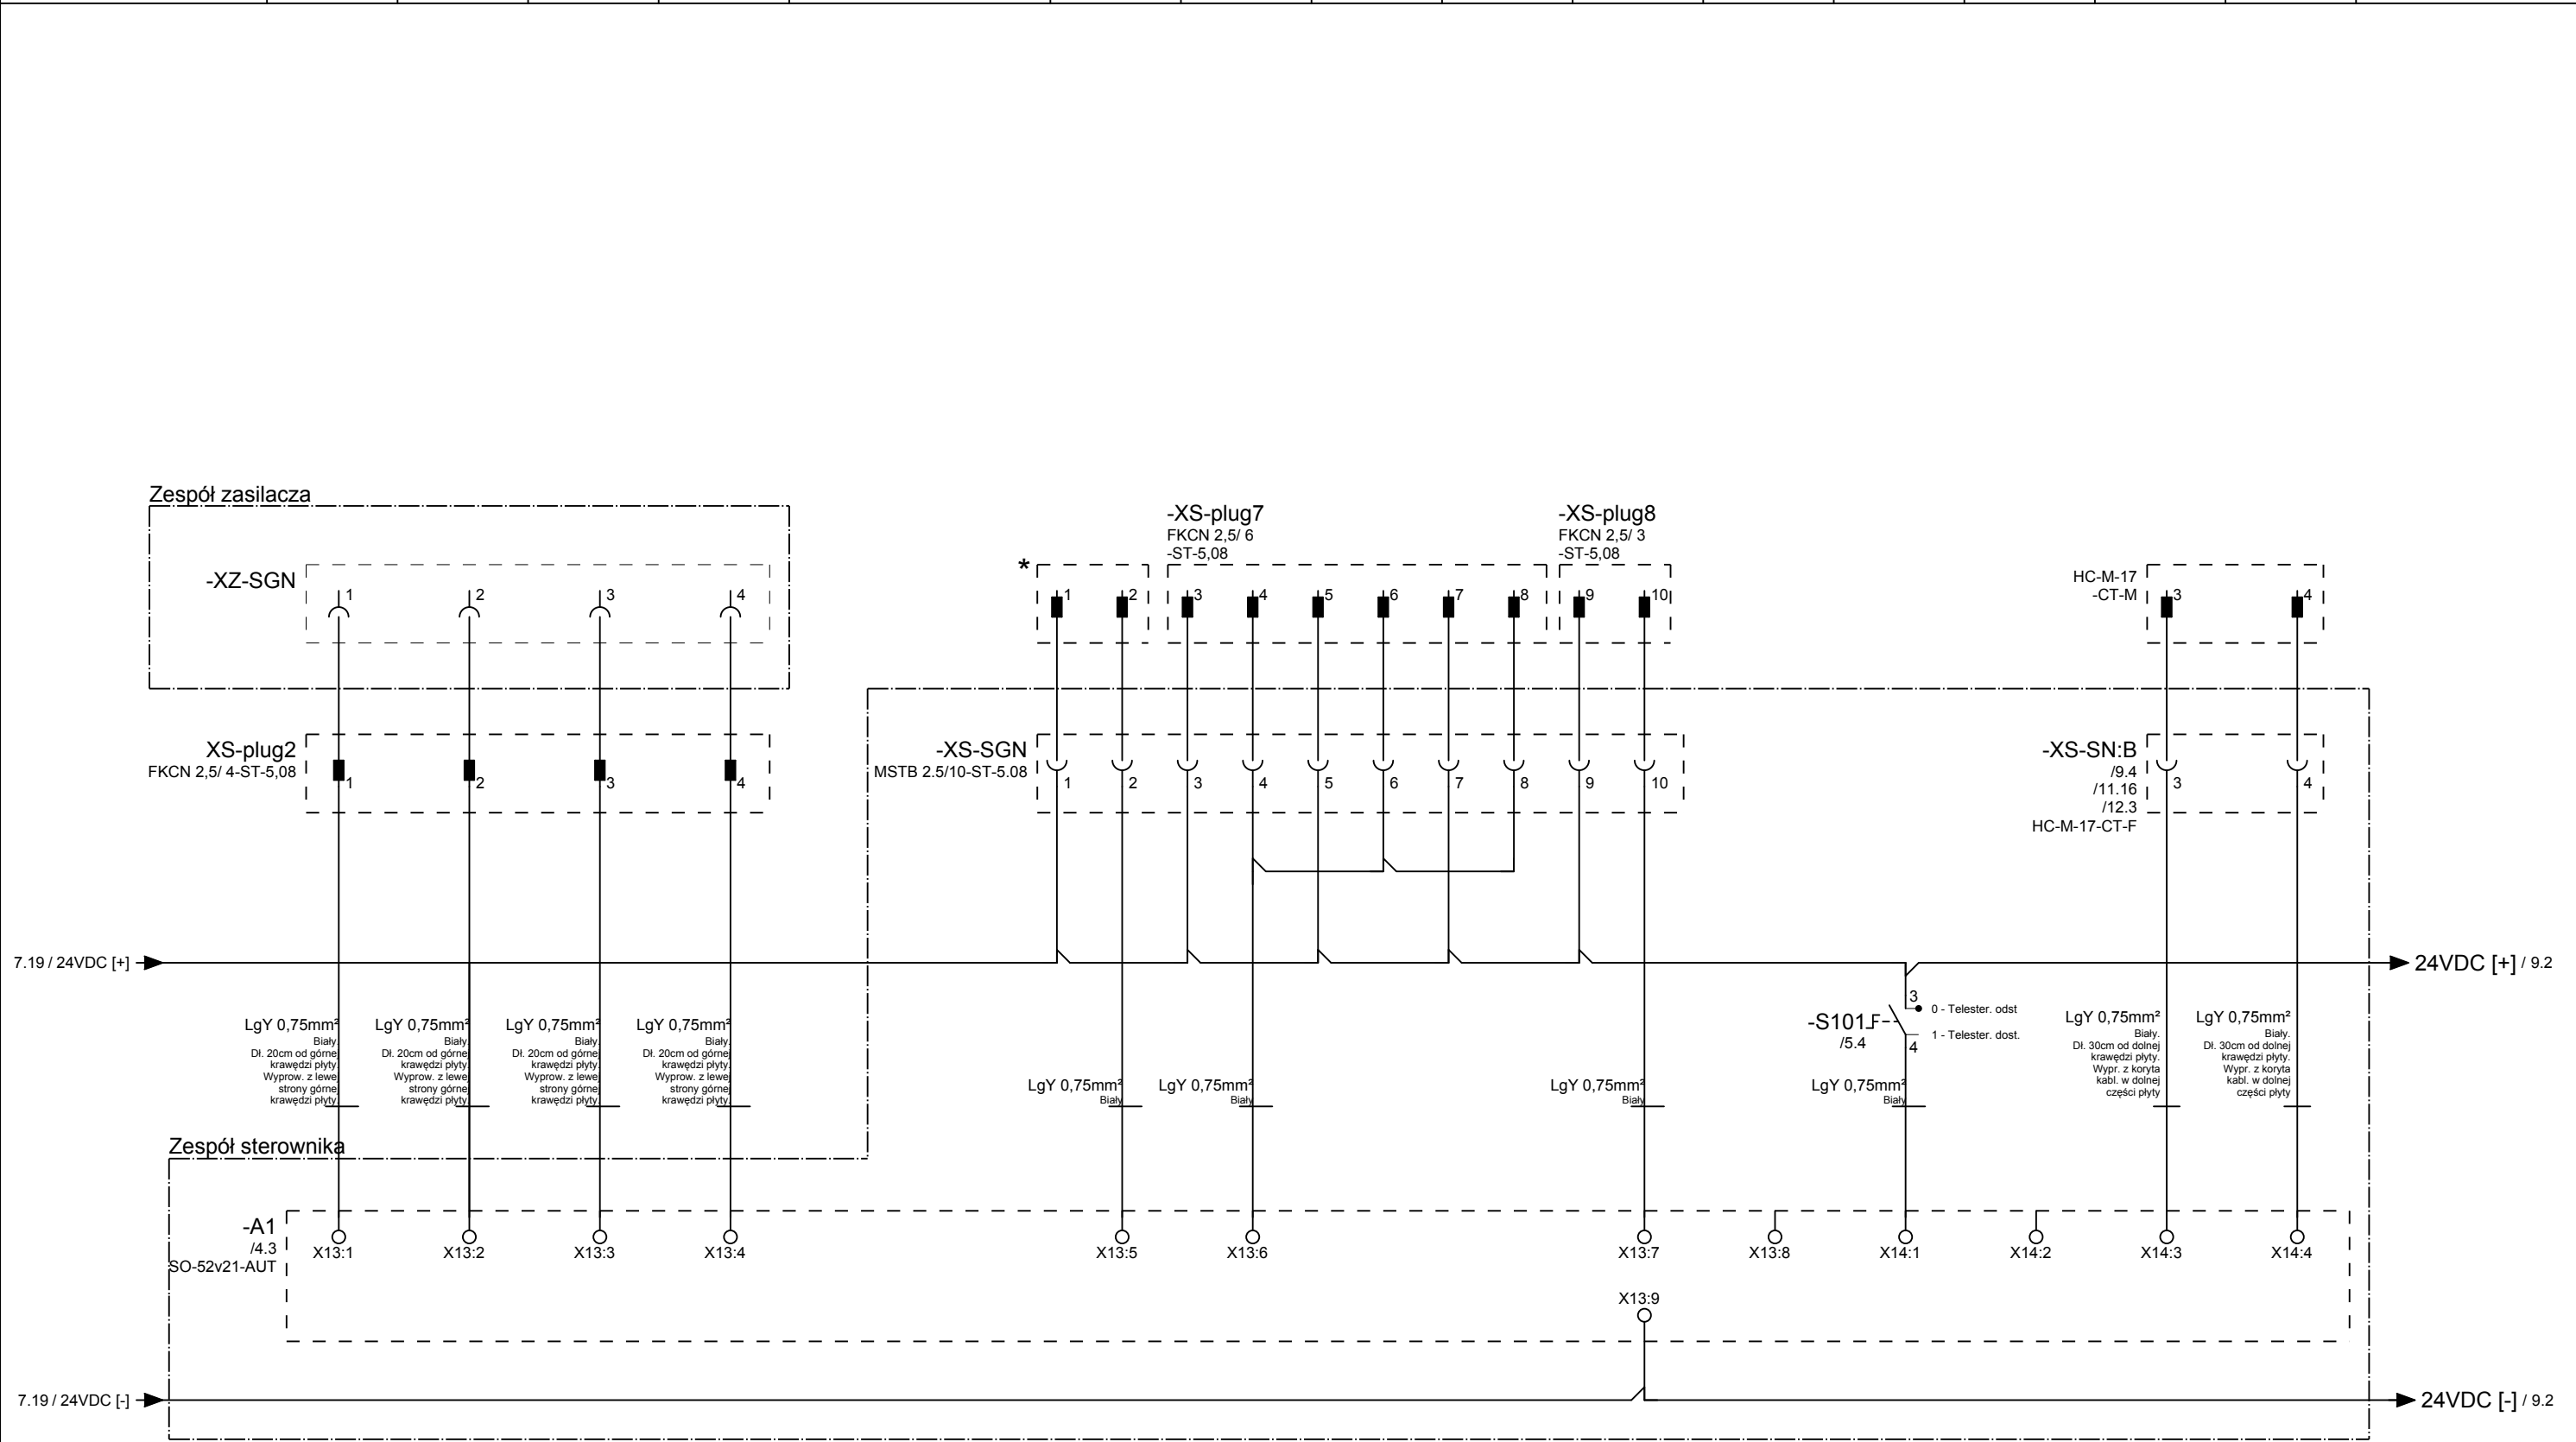 Zespół zasilacza
-XZ-SGN
1
2
3
4
XS-plug2
FKCN 2,5/ 4-ST-5,08
1
2
3
4
-XS-plug7
FKCN 2,5/ 6
-ST-5,08
-XS-plug8
FKCN 2,5/ 3
-ST-5,08
*
1
2
3
4
5
6
7
8
9
10
HC-M-17
-CT-M
3
4
-XS-SGN
MSTB 2.5/10-ST-5.08
1
2
3
4
5
6
7
8
9
10
-XS-SN:B
/9.4
/11.16
/12.3
HC-M-17-CT-F
3
4
7.19 / 24VDC [+]
24VDC [+] / 9.2
LgY 0,75mm²
Biały.
Dł. 20cm od górnej
krawędzi płyty.
Wyprow. z lewej
strony górnej
krawędzi płyty.
LgY 0,75mm²
Biały.
Dł. 20cm od górnej
krawędzi płyty.
Wyprow. z lewej
strony górnej
krawędzi płyty.
LgY 0,75mm²
Biały.
Dł. 20cm od górnej
krawędzi płyty.
Wyprow. z lewej
strony górnej
krawędzi płyty.
LgY 0,75mm²
Biały.
Dł. 20cm od górnej
krawędzi płyty.
Wyprow. z lewej
strony górnej
krawędzi płyty.
LgY 0,75mm²
Biały
LgY 0,75mm²
Biały
LgY 0,75mm²
Biały
-S101
/5.4
3
4
0 - Telester. odst
1 - Telester. dost.
LgY 0,75mm²
Biały
LgY 0,75mm²
Biały.
Dł. 30cm od dolnej
krawędzi płyty.
Wypr. z koryta
kabl. w dolnej
części płyty
LgY 0,75mm²
Biały.
Dł. 30cm od dolnej
krawędzi płyty.
Wypr. z koryta
kabl. w dolnej
części płyty
Zespół sterownika
-A1
/4.3
SO-52v21-AUT
X13:1
X13:2
X13:3
X13:4
X13:5
X13:6
X13:7
X13:8
X14:1
X14:2
X14:3
X14:4
X13:9
7.19 / 24VDC [-]
24VDC [-] / 9.2